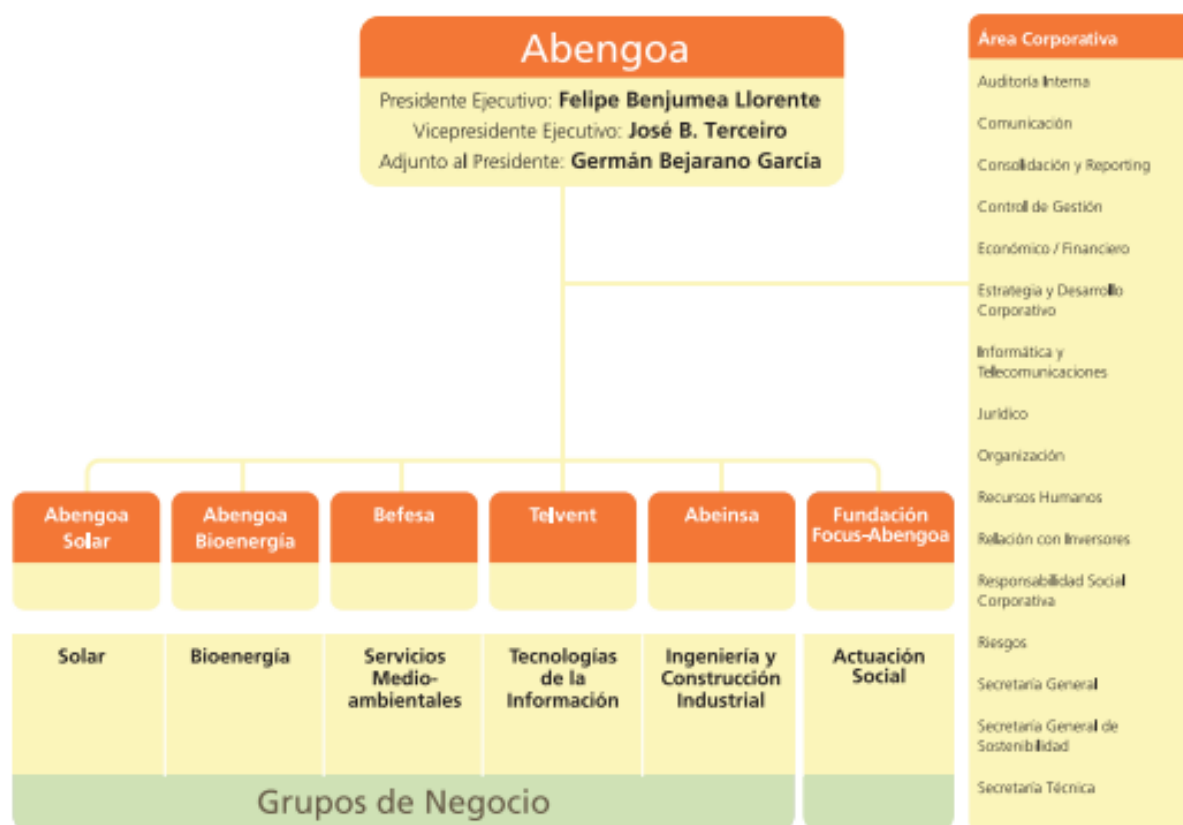 Abengoa
Presidente Ejecutivo: Felipe Benjumea Llorente
Vicepresidente Ejecutivo: José B. Terceiro
Adjunto al Presidente: Germán Bejarano García
Área Corporativa
Auditoría Interna
Comunicación
Consolidación y Reporting
Control de Gestión
Económico / Financiero
Estrategia y Desarrollo
Corporativo
Informática y
Telecomunicaciones
Jurídico
Organización
Recursos Humanos
Relación con Inversores
Responsabilidad Social
Corporativa
Riesgos
Secretaría General
Secretaría General de
Sostenibilidad
Secretaría Técnica
Abengoa
Solar
Abengoa
Bioenergía
Befesa
Telvent
Abeinsa
Fundación
Focus-Abengoa
Solar
Bioenergía
Servicios
Medio-
ambientales
Tecnologías
de la
Información
Ingeniería y
Construcción
Industrial
Actuación
Social
Grupos de Negocio